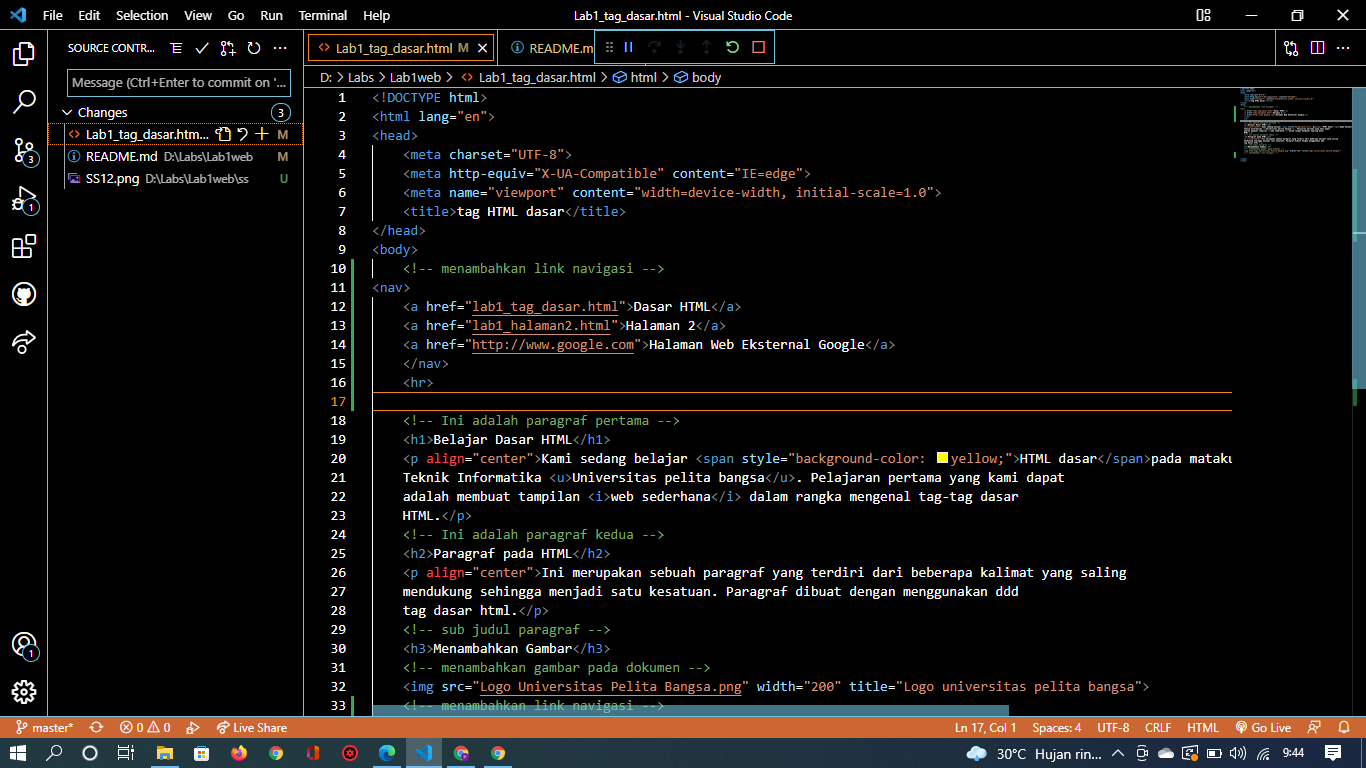 File Edit Selection View Go Run Terminal Help
Lab1_tag_dasar.html - Visual Studio Code
SOURCE CONTR...
Message (Ctrl+Enter to commit on '...
Changes 3
Lab1_tag_dasar.htm... M
README.md D:\Labs\Lab1web M
SS12.png D:\Labs\Lab1web\ss U
3
1
1
Lab1_tag_dasar.html M
README.m
D: > Labs > Lab1web > Lab1_tag_dasar.html > html > body
1 <!DOCTYPE html>
2 <html lang="en">
3 <head>
4 <meta charset="UTF-8">
5 <meta http-equiv="X-UA-Compatible" content="IE=edge">
6 <meta name="viewport" content="width=device-width, initial-scale=1.0">
7 <title>tag HTML dasar</title>
8 </head>
9 <body>
10 <!-- menambahkan link navigasi -->
11 <nav>
12 <a href="lab1_tag_dasar.html">Dasar HTML</a>
13 <a href="lab1_halaman2.html">Halaman 2</a>
14 <a href="http://www.google.com">Halaman Web Eksternal Google</a>
15 </nav>
16 <hr>
17
18 <!-- Ini adalah paragraf pertama -->
19 <h1>Belajar Dasar HTML</h1>
20 <p align="center">Kami sedang belajar <span style="background-color: yellow;">HTML dasar</span>pada mataku
21 Teknik Informatika <u>Universitas pelita bangsa</u>. Pelajaran pertama yang kami dapat
22 adalah membuat tampilan <i>web sederhana</i> dalam rangka mengenal tag-tag dasar
23 HTML.</p>
24 <!-- Ini adalah paragraf kedua -->
25 <h2>Paragraf pada HTML</h2>
26 <p align="center">Ini merupakan sebuah paragraf yang terdiri dari beberapa kalimat yang saling
27 mendukung sehingga menjadi satu kesatuan. Paragraf dibuat dengan menggunakan ddd
28 tag dasar html.</p>
29 <!-- sub judul paragraf -->
30 <h3>Menambahkan Gambar</h3>
31 <!-- menambahkan gambar pada dokumen -->
32 <img src="Logo Universitas Pelita Bangsa.png" width="200" title="Logo universitas pelita bangsa">
33 <!-- menambahkan link navigasi -->
master* 0 0 Live Share
Ln 17, Col 1 Spaces: 4 UTF-8 CRLF HTML Go Live
30°C Hujan rin... 9:44